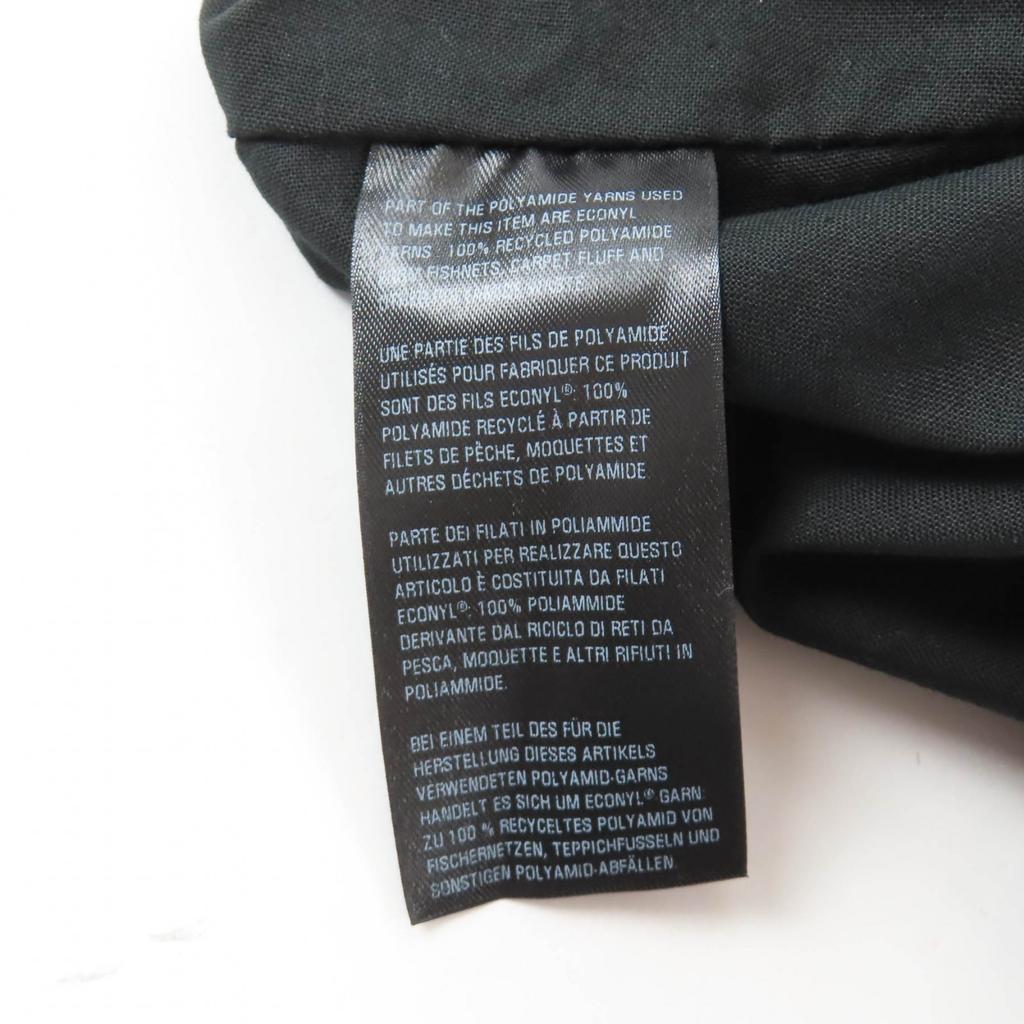 PART OF THE POLYAMIDE YARNS USED
TO MAKE THIS ITEM ARE ECONYL
YARNS 100% RECYCLED POLYAMIDE
FISHNETS, CARPET FLUFF AND
UNE PARTIE DES FILS DE POLYAMIDE
UTILISÉS POUR FABRIQUER CE PRODUIT
SONT DES FILS ECONYL®: 100%
POLYAMIDE RECYCLÉ À PARTIR DE
FILETS DE PÊCHE, MOQUETTES ET
AUTRES DÉCHETS DE POLYAMIDE
PARTE DEI FILATI IN POLIAMMIDE
UTILIZZATI PER REALIZZARE QUESTO
ARTICOLO È COSTITUITA DA FILATI
ECONYL®: 100% POLIAMMIDE
DERIVANTE DAL RICICLO DI RETI DA
PESCA, MOQUETTE E ALTRI RIFIUTI IN
POLIAMMIDE.
BEI EINEM TEIL DES FÜR DIE
HERSTELLUNG DIESES ARTIKELS
VERWENDETEN POLYAMID-GARNS
HANDELT ES SICH UM ECONYL® GARN:
ZU 100 % RECYCELTES POLYAMID VON
FISCHERNETZEN, TEPPICHFUSSELN UND
SONSTIGEN POLYAMID-ABFÄLLEN.